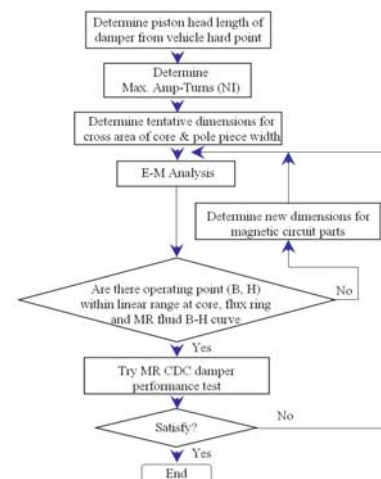 Determine piston head length of
damper from vehicle hard point
Determine
Max. Amp-Turns (NI)
Determine tentative dimensions for
cross area of core & pole piece width
E-M Analysis
Determine new dimensions for
magnetic circuit parts
Are there operating point (B, H)
within linear range at core, flux ring
and MR fluid B-H curve
No
Yes
Try MR CDC damper
performance test
Satisfy?
No
Yes
End